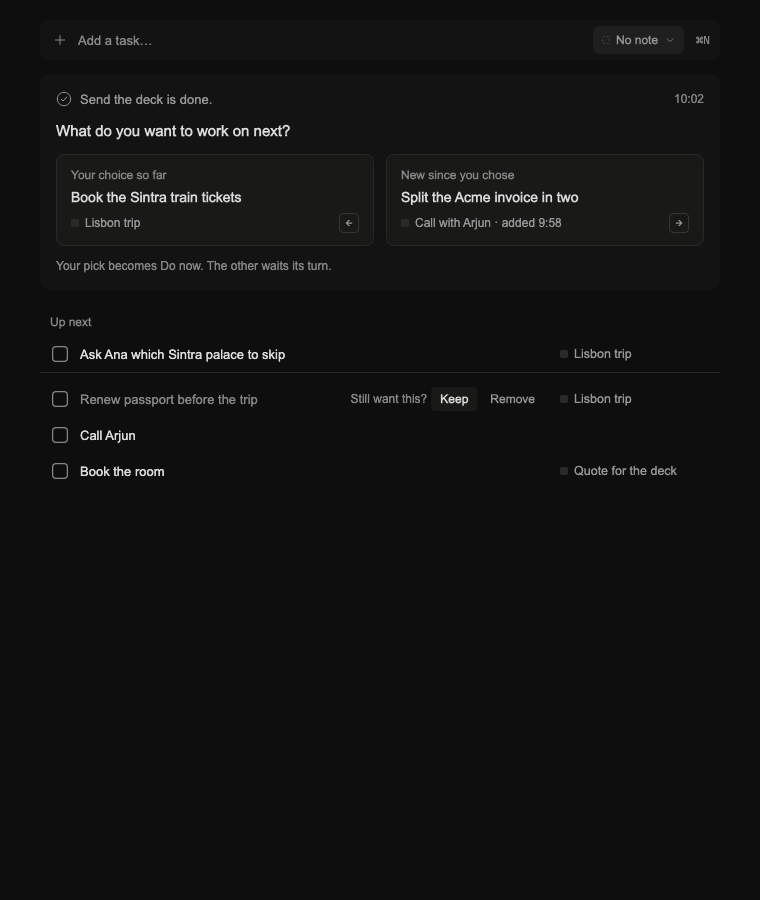 Add a task…
No note
⌘N
Send the deck is done.
10:02
What do you want to work on next?
Your choice so far
Book the Sintra train tickets
Lisbon trip
←
New since you chose
Split the Acme invoice in two
Call with Arjun · added 9:58
→
Your pick becomes Do now. The other waits its turn.
Up next
Ask Ana which Sintra palace to skip
Lisbon trip
Renew passport before the trip
Still want this? Keep Remove
Lisbon trip
Call Arjun
Book the room
Quote for the deck